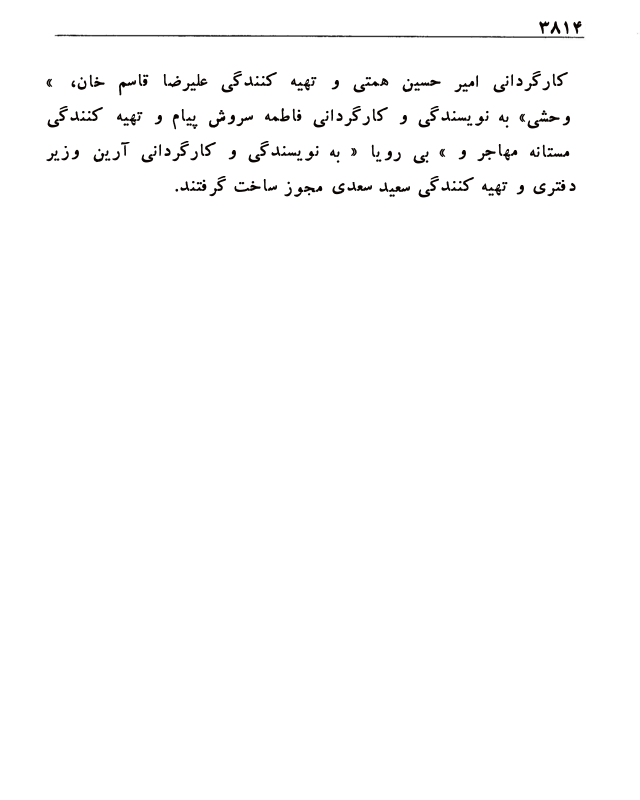 ۳۸۱۴
کارگردانی امیر حسین همتی و تهیه کنندگی علیرضا قاسم خان، »
وحشی» به نویسندگی و کارگردانی فاطمه سروش پیام و تهیه کنندگی
مستانه مهاجر و » بی رویا « به نویسندگی و کارگردانی آرین وزیر
دفتری و تهیه کنندگی سعید سعدی مجوز ساخت گرفتند.